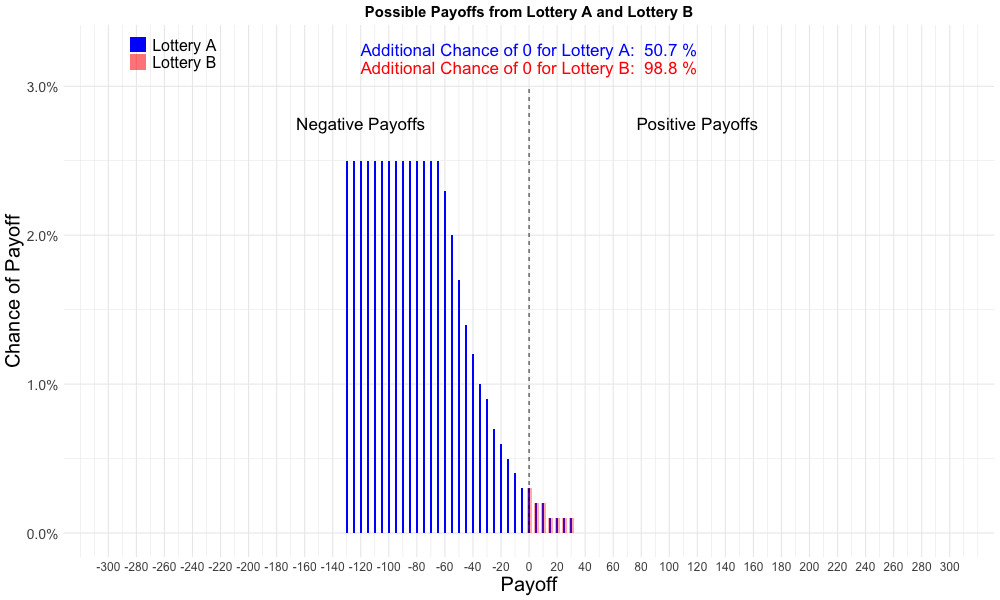 Possible Payoffs from Lottery A and Lottery B
Lottery A
Lottery B
Additional Chance of 0 for Lottery A: 50.7 %
Additional Chance of 0 for Lottery B: 98.8 %
Negative Payoffs
Positive Payoffs
Chance of Payoff
3.0%
2.0%
1.0%
0.0%
-300 -280 -260 -240 -220 -200 -180 -160 -140 -120 -100 -80 -60 -40 -20 0 20 40 60 80 100 120 140 160 180 200 220 240 260 280 300
Payoff